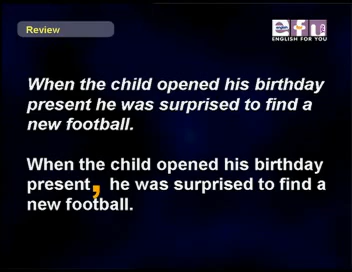 Review
ENGLISH FOR YOU
When the child opened his birthday
present he was surprised to find a
new football.
When the child opened his birthday
present, he was surprised to find a
new football.